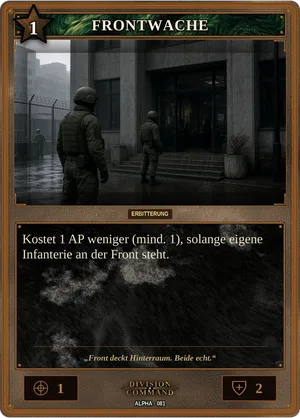 1
FRONTWACHE
ERBITTERUNG
Kostet 1 AP weniger (mind. 1), solange eigene
Infanterie an der Front steht.
„Front deckt Hinterraum. Beide echt.“
1
DIVISION
COMMAND
2
ALPHA · 081